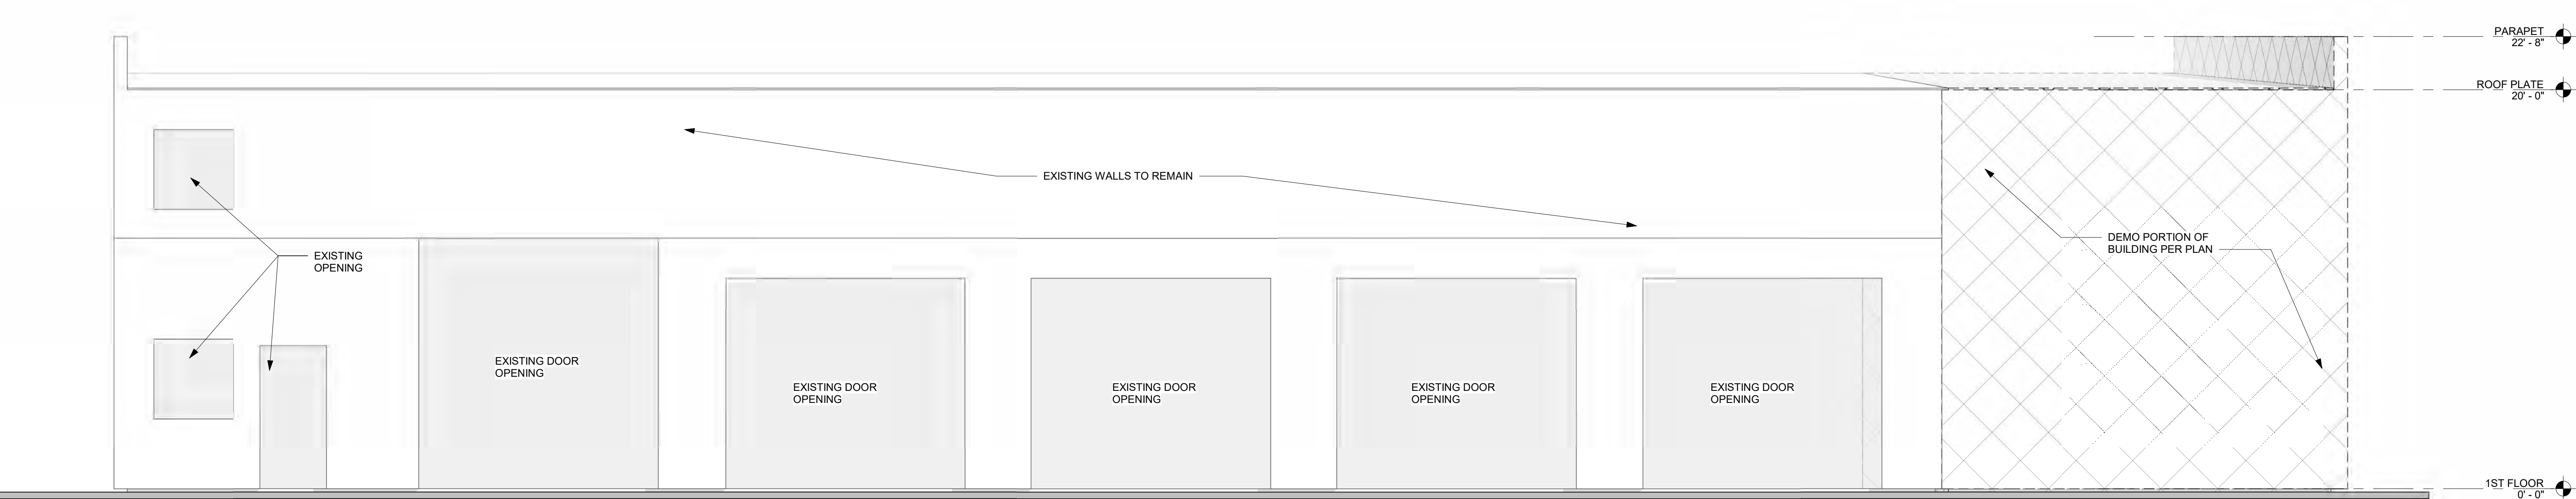 PARAPET
22' - 8"
ROOF PLATE
20' - 0"
EXISTING WALLS TO REMAIN
DEMO PORTION OF
BUILDING PER PLAN
EXISTING
OPENING
EXISTING DOOR
OPENING
EXISTING DOOR
OPENING
EXISTING DOOR
OPENING
EXISTING DOOR
OPENING
EXISTING DOOR
OPENING
1ST FLOOR
0' - 0"